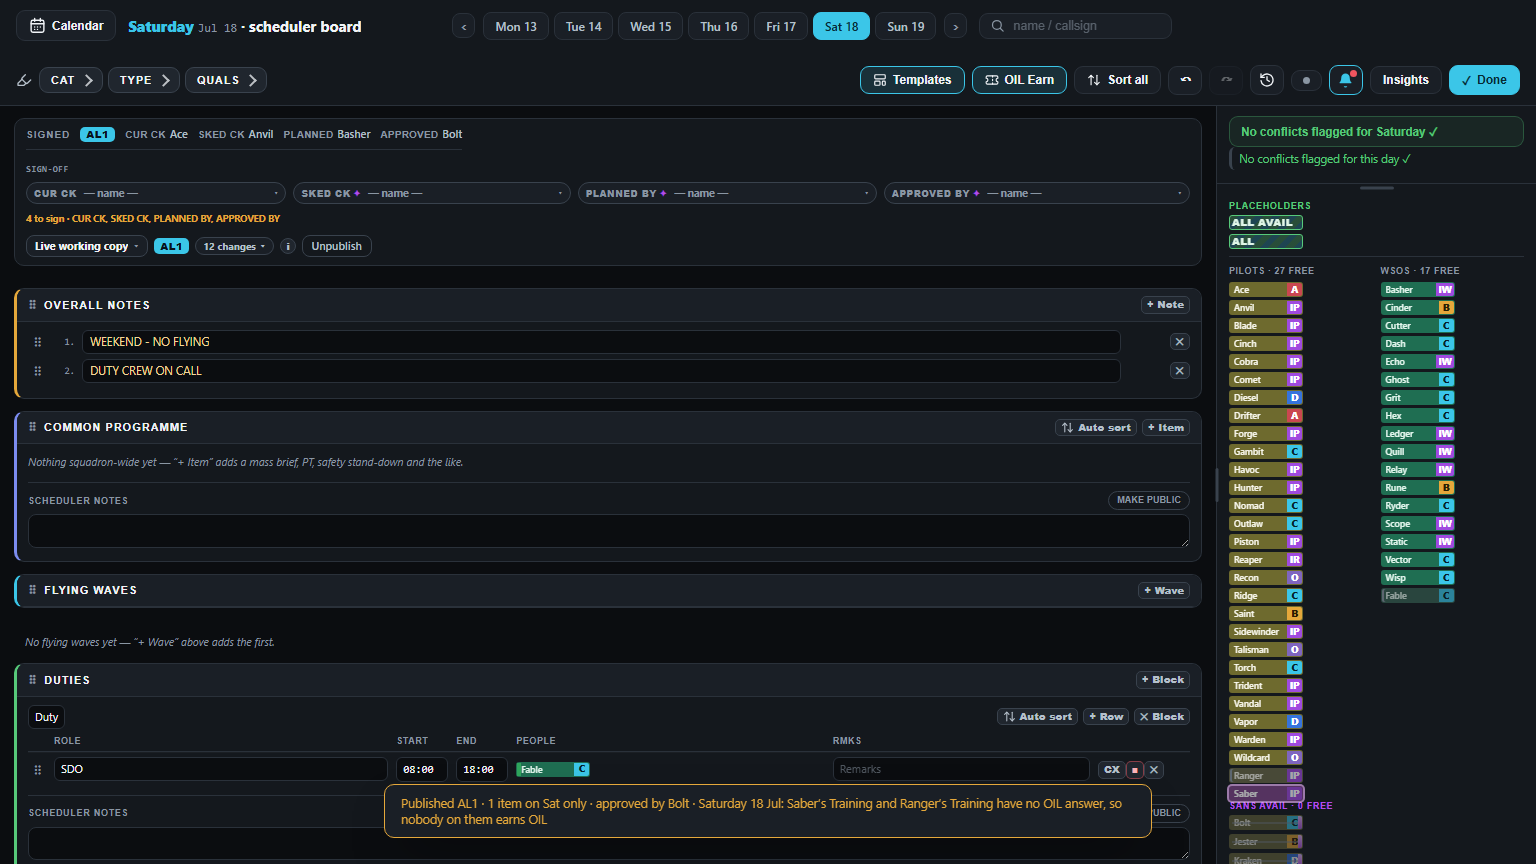 Calendar
Saturday Jul 18 · scheduler board
‹ Mon 13 Tue 14 Wed 15 Thu 16 Fri 17 Sat 18 Sun 19 ›
name / callsign
CAT TYPE QUALS
Templates OIL Earn Sort all Insights ✓ Done
SIGNED AL1 CUR CK Ace SKED CK Anvil PLANNED Basher APPROVED Bolt
SIGN-OFF
CUR CK — name — SKED CK ✦ — name — PLANNED BY ✦ — name — APPROVED BY ✦ — name —
4 to sign · CUR CK, SKED CK, PLANNED BY, APPROVED BY
Live working copy AL1 12 changes i Unpublish
OVERALL NOTES + Note
1. WEEKEND - NO FLYING ✕
2. DUTY CREW ON CALL ✕
COMMON PROGRAMME Auto sort + Item
Nothing squadron-wide yet — "+ Item" adds a mass brief, PT, safety stand-down and the like.
SCHEDULER NOTES MAKE PUBLIC
FLYING WAVES + Wave
No flying waves yet — "+ Wave" above adds the first.
DUTIES + Block
Duty Auto sort + Row ✕ Block
ROLE START END PEOPLE RMKS
SDO 08:00 18:00 Fable C Remarks CX ✕
SCHEDULER NOTES UBLIC
Published AL1 · 1 item on Sat only · approved by Bolt · Saturday 18 Jul: Saber's Training and Ranger's Training have no OIL answer, so
nobody on them earns OIL
No conflicts flagged for Saturday ✓
No conflicts flagged for this day ✓
PLACEHOLDERS
ALL AVAIL
ALL
PILOTS · 27 FREE
Ace A
Anvil IP
Blade IP
Cinch IP
Cobra IP
Comet IP
Diesel D
Drifter A
Forge IP
Gambit C
Havoc IP
Hunter IP
Nomad C
Outlaw C
Piston IP
Reaper IR
Recon O
Ridge C
Saint B
Sidewinder IP
Talisman O
Torch C
Trident IP
Vandal IP
Vapor D
Warden IP
Wildcard O
Ranger IP
Saber IP
WSOS · 17 FREE
Basher IW
Cinder B
Cutter C
Dash C
Echo IW
Ghost C
Grit C
Hex C
Ledger IW
Quill IW
Relay IW
Rune B
Ryder C
Scope IW
Static IW
Vector C
Wisp C
Fable C
SANS AVAIL · 0 FREE
Bolt C
Jester B
Kraken D